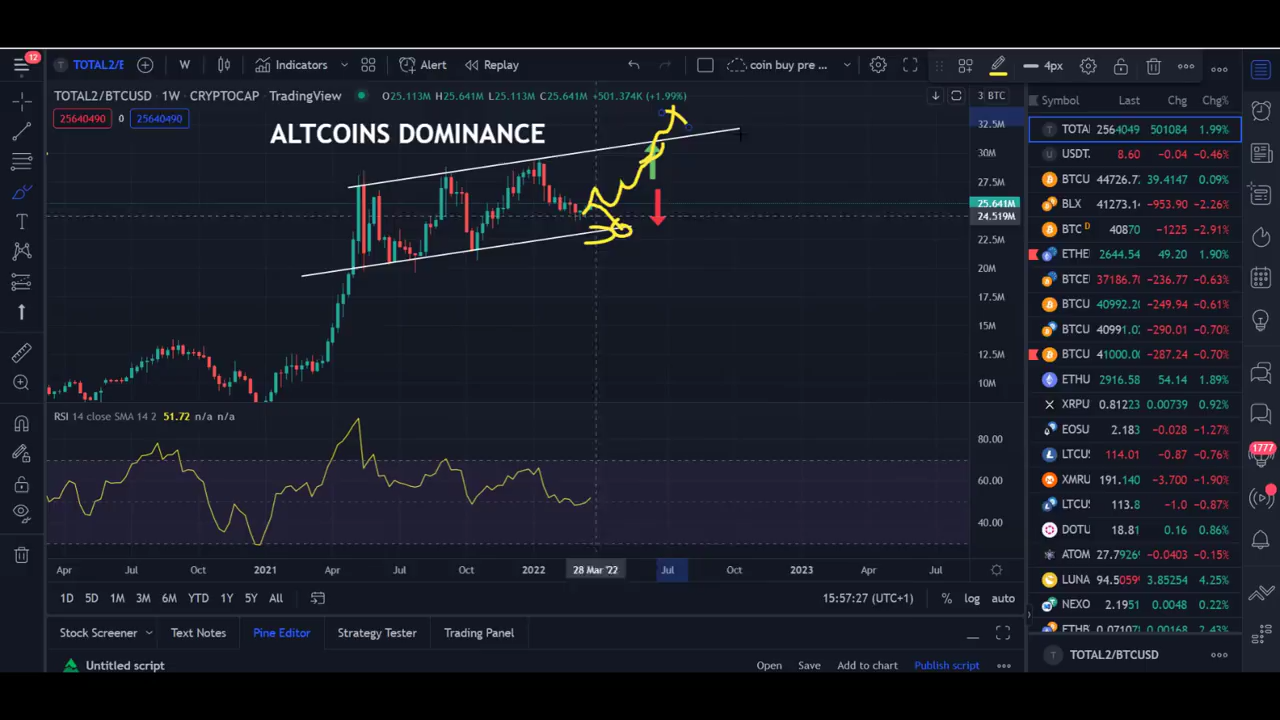 12
TOTAL2/E
W
Indicators
Alert
Replay
coin buy pre ...
4px
TOTAL2/BTCUSD · 1W · CRYPTOCAP · TradingView
O25.113M H25.641M L25.113M C25.641M +501.374K (+1.99%)
3 BTC
25640490
0
25640490
ALTCOINS DOMINANCE
32.5M
30M
27.5M
25.641M
24.519M
22.5M
20M
17.5M
15M
12.5M
10M
RSI 14 close SMA 14 2 51.72 n/a n/a
80.00
60.00
40.00
Apr Jul Oct 2021 Apr Jul Oct 2022 28 Mar '22 Jul Oct 2023 Apr Jul
1D 5D 1M 3M 6M YTD 1Y 5Y All
15:57:27 (UTC+1)
% log auto
Stock Screener
Text Notes
Pine Editor
Strategy Tester
Trading Panel
Untitled script
Open Save Add to chart Publish script
Symbol Last Chg Chg%
TOTA 2564049 501084 1.99%
USDT. 8.60 -0.04 -0.46%
BTCU 44726.7 39.4147 0.09%
BLX 41273.1 -953.90 -2.26%
BTC D 40870 -1225 -2.91%
ETHE 2644.54 49.20 1.90%
BTCE 37186.7 -236.77 -0.63%
BTCU 40992.2 -249.94 -0.61%
BTCU 40991.0 -290.01 -0.70%
BTCU 41000.0 -287.24 -0.70%
ETHU 2916.58 54.14 1.89%
XRPU 0.81223 0.00739 0.92%
EOSU 2.183 -0.028 -1.27%
LTCU 114.01 -0.87 -0.76%
XMRU 191.140 -3.700 -1.90%
LTCU 113.8 -1.0 -0.87%
DOTU 18.81 0.16 0.86%
ATOM 27.7926 -0.0403 -0.15%
LUNA 94.5059 3.85254 4.25%
NEXO 2.1951 0.0048 0.22%
ETHB 0.07107 0.00168 2.43%
TOTAL2/BTCUSD
1777